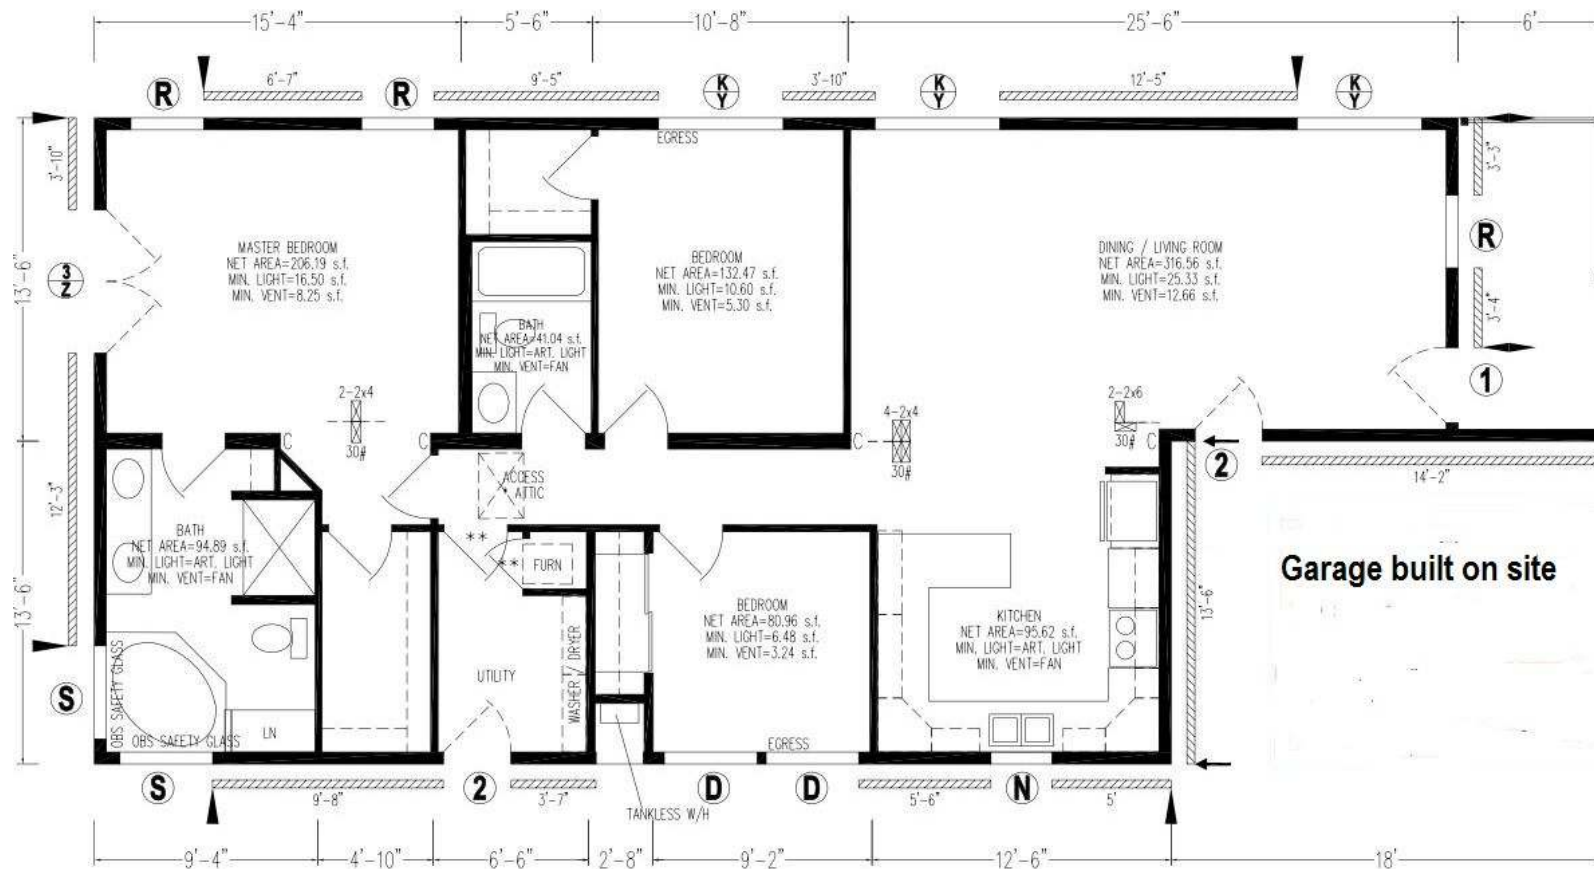 15'-4"
5'-6"
10'-8"
25'-6"
6'
6'-7"
9'-5"
3'-10"
12'-5"
R
R
K
Y
K
Y
K
Y
EGRESS
3'-10"
3'-3"
MASTER BEDROOM
NET AREA=206.19 s.f.
MIN. LIGHT=16.50 s.f.
MIN. VENT=8.25 s.f.
BEDROOM
NET AREA=132.47 s.f.
MIN. LIGHT=10.60 s.f.
MIN. VENT=5.30 s.f.
DINING / LIVING ROOM
NET AREA=316.56 s.f.
MIN. LIGHT=25.33 s.f.
MIN. VENT=12.66 s.f.
R
13'-6"
3
Z
3'-4"
BATH
NET AREA=41.04 s.f.
MIN. LIGHT=ART. LIGHT
MIN. VENT=FAN
1
2-2x4
30#
4-2x4
30#
2-2x6
30#
C
C
C
C
2
14'-2"
ACCESS
ATTIC
12'-3"
BATH
NET AREA=94.89 s.f.
MIN. LIGHT=ART. LIGHT
MIN. VENT=FAN
**
**
FURN
Garage built on site
13'-6"
13'-6"
BEDROOM
NET AREA=80.96 s.f.
MIN. LIGHT=6.48 s.f.
MIN. VENT=3.24 s.f.
KITCHEN
NET AREA=95.62 s.f.
MIN. LIGHT=ART. LIGHT
MIN. VENT=FAN
UTILITY
WASHER / DRYER
S
OBS SAFETY GLASS
OBS SAFETY GLASS
LN
EGRESS
S
9'-8"
2
3'-7"
D
D
5'-6"
N
5'
TANKLESS W/H
9'-4"
4'-10"
6'-6"
2'-8"
9'-2"
12'-6"
18'